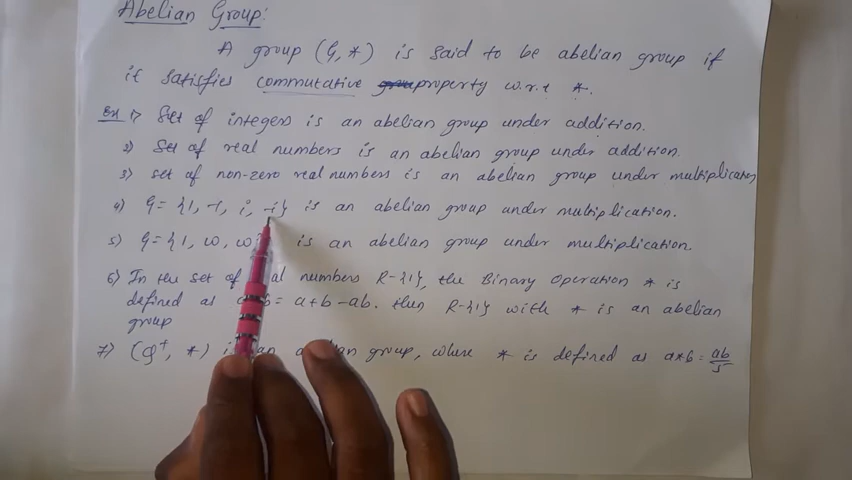 Abelian Group:
A group (G, *) is said to be abelian group if
it satisfies commutative property w.r.t *.
Ex 1) Set of integers is an abelian group under addition.
2) Set of real numbers is an abelian group under addition.
3) set of non-zero real numbers is an abelian group under multiplication
4) G = {1, -1, i, -i} is an abelian group under multiplication.
5) G = {1, w, is an abelian group under multiplication.
6) In the set of numbers R-{1}, the Binary Operation * is
defined as = a+b-ab. then R-{1} with * is an abelian
group
7) (Q⁺, *) group, where * is defined as a*b = ab/5